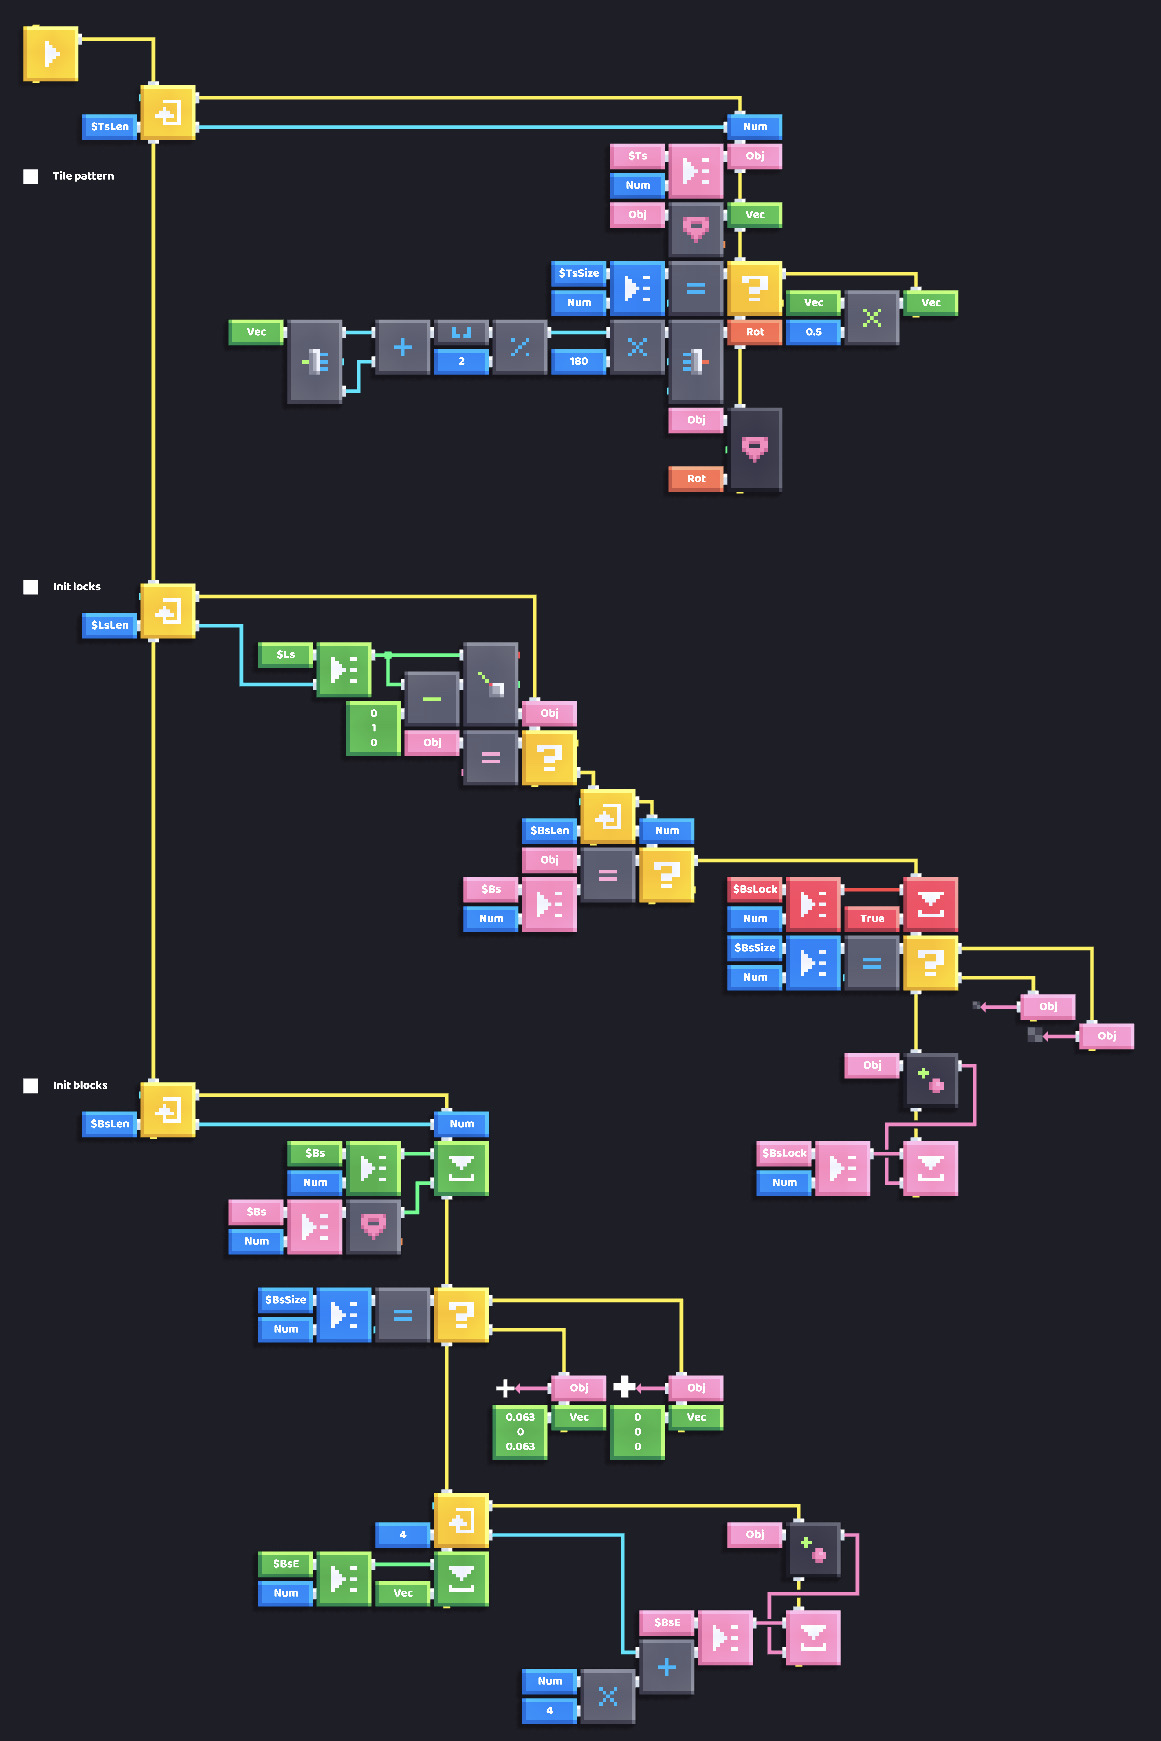 $TsLen
Num
Tile pattern
$Ts
Obj
Num
Obj
Vec
$TsSize
Num
Vec
Vec
Vec
Rot
0.5
2
180
Obj
Rot
Init locks
$LsLen
$Ls
0
1
0
Obj
Obj
$BsLen
Num
Obj
$Bs
Num
$BsLock
Num
True
$BsSize
Num
Obj
Obj
Obj
Init blocks
$BsLen
Num
$Bs
Num
$BsLock
Num
$Bs
Num
$BsSize
Num
Obj
Obj
0.063
0
0.063
Vec
0
0
0
Vec
4
Obj
$BsE
Num
Vec
$BsE
Num
4